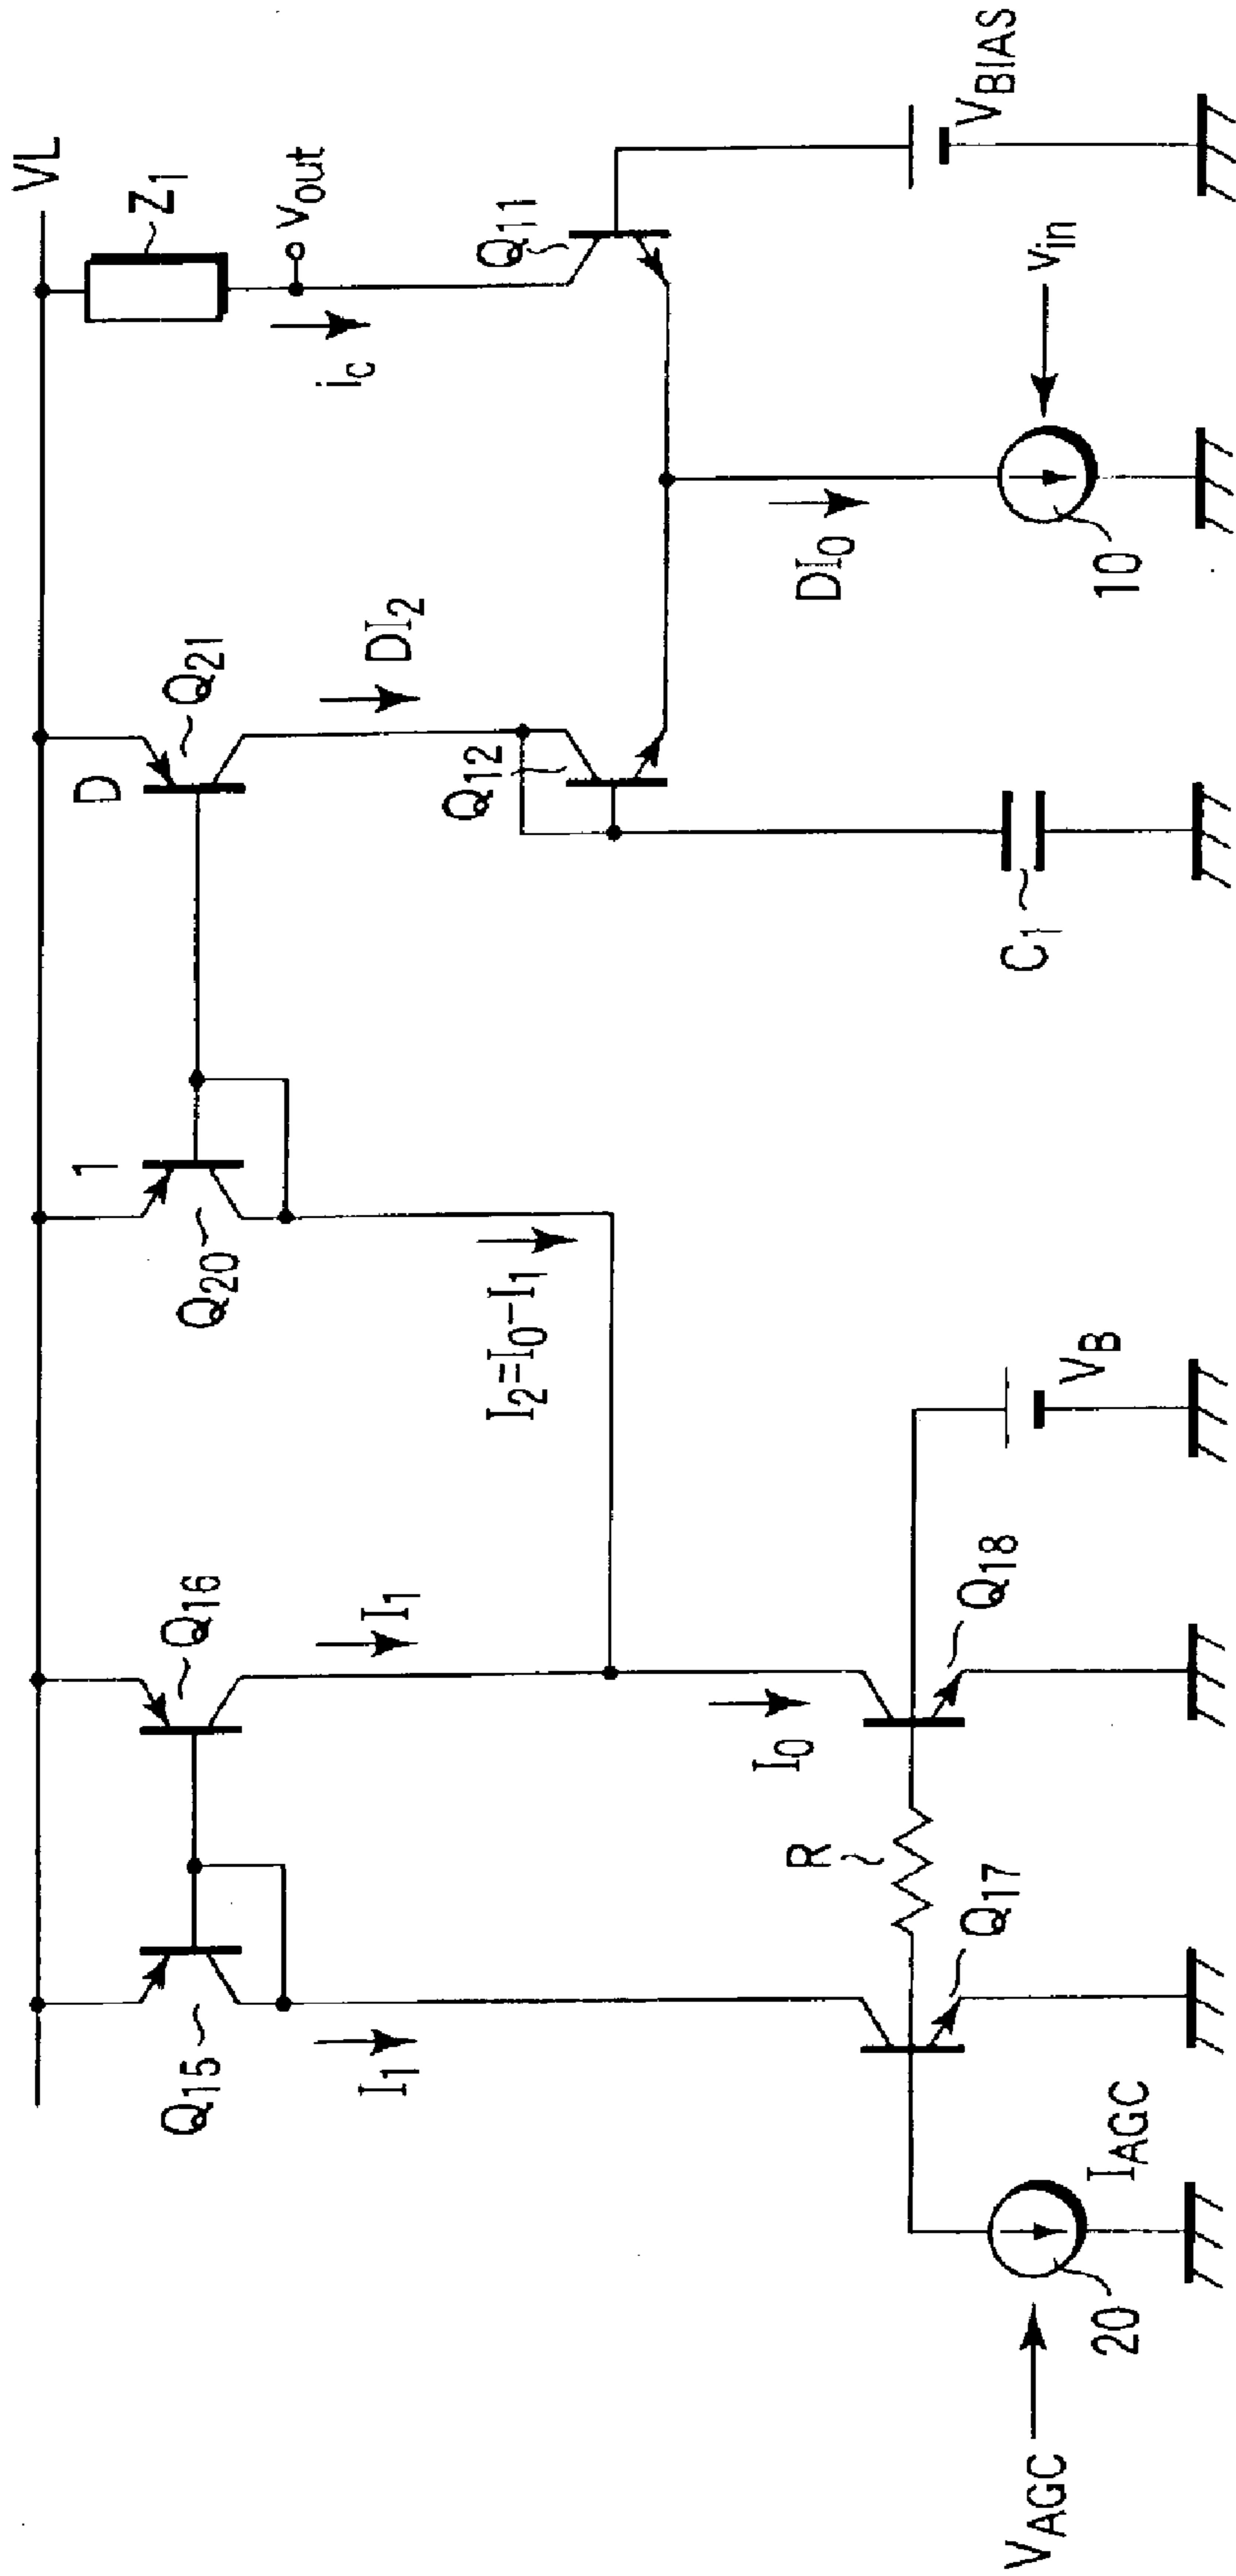 VL
Z1
vout
ic
Q11
VBIAS
vin
10
DI0
D
Q21
DI2
Q12
C1
1
Q20
I2=I0-I1
VB
Q16
I1
I0
Q18
R
Q15
I1
Q17
IAGC
20
VAGC